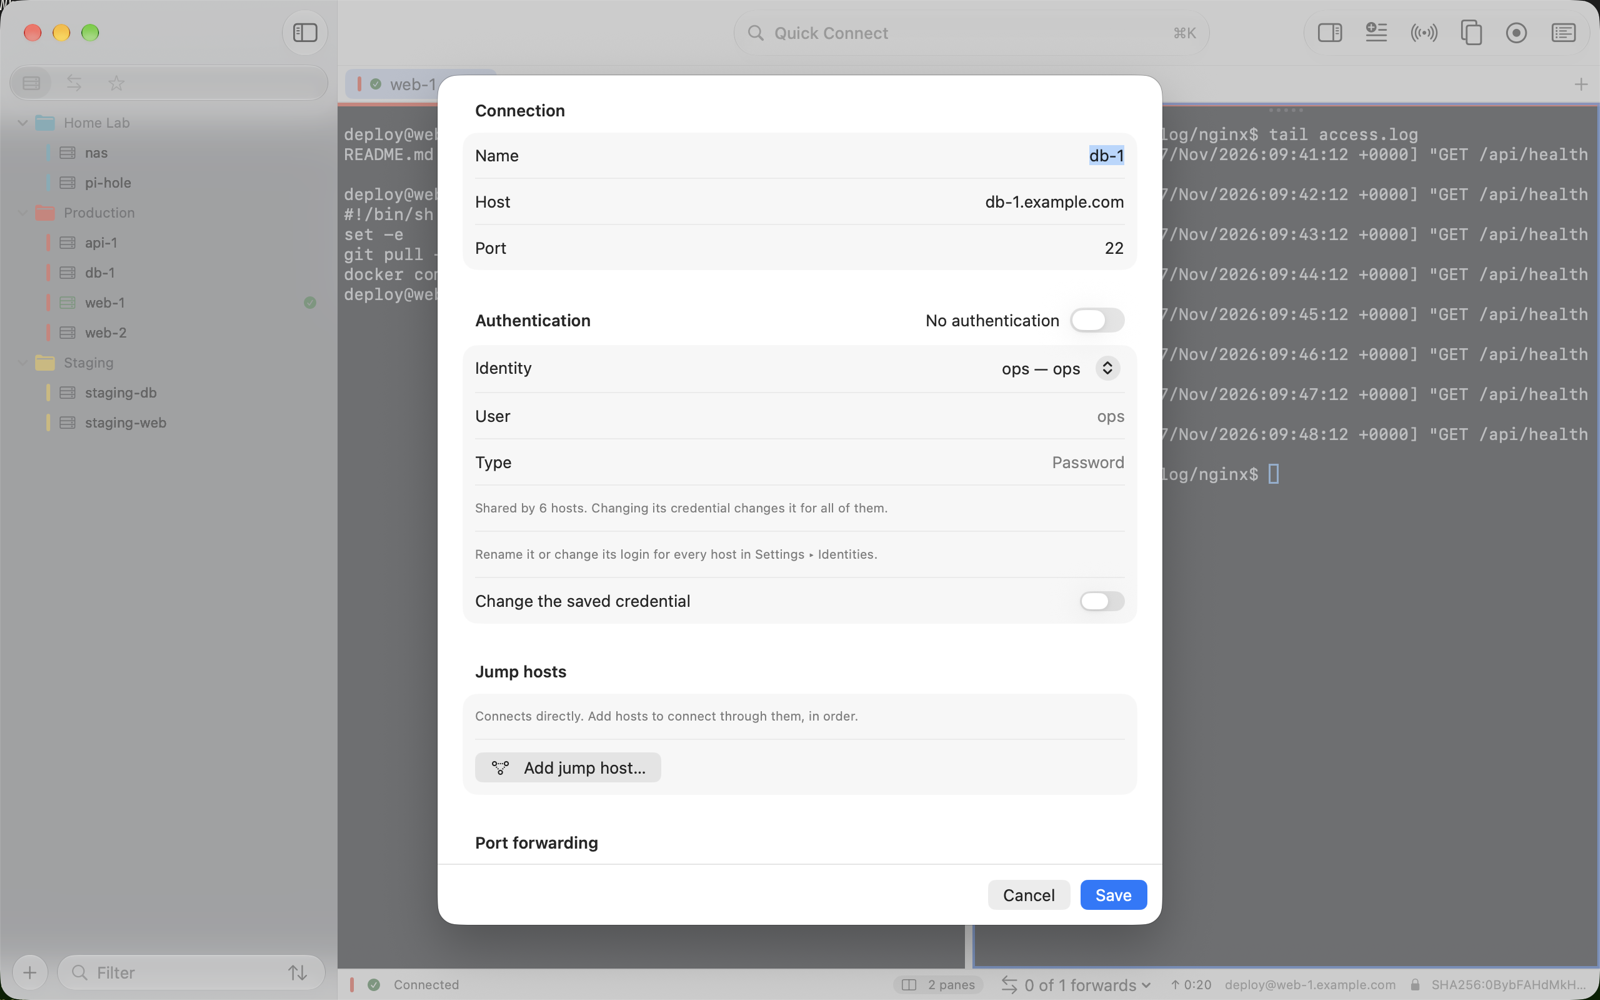 Quick Connect
⌘K
web-1
Home Lab
nas
pi-hole
Production
api-1
db-1
web-1
web-2
Staging
staging-db
staging-web
Filter
README.md
#!/bin/sh
set -e
git pull
Connection
Name db-1
Host db-1.example.com
Port 22
Authentication No authentication
Identity ops — ops
User ops
Type Password
Shared by 6 hosts. Changing its credential changes it for all of them.
Rename it or change its login for every host in Settings ▸ Identities.
Change the saved credential
Jump hosts
Connects directly. Add hosts to connect through them, in order.
Add jump host...
Port forwarding
Cancel Save
log/nginx$ tail access.log
7/Nov/2026:09:41:12 +0000] "GET /api/health
7/Nov/2026:09:42:12 +0000] "GET /api/health
7/Nov/2026:09:43:12 +0000] "GET /api/health
7/Nov/2026:09:44:12 +0000] "GET /api/health
7/Nov/2026:09:45:12 +0000] "GET /api/health
7/Nov/2026:09:46:12 +0000] "GET /api/health
7/Nov/2026:09:47:12 +0000] "GET /api/health
7/Nov/2026:09:48:12 +0000] "GET /api/health
log/nginx$
Connected 2 panes 0 of 1 forwards ↑ 0:20 deploy@web-1.example.com SHA256:0BybFAHdMkH...